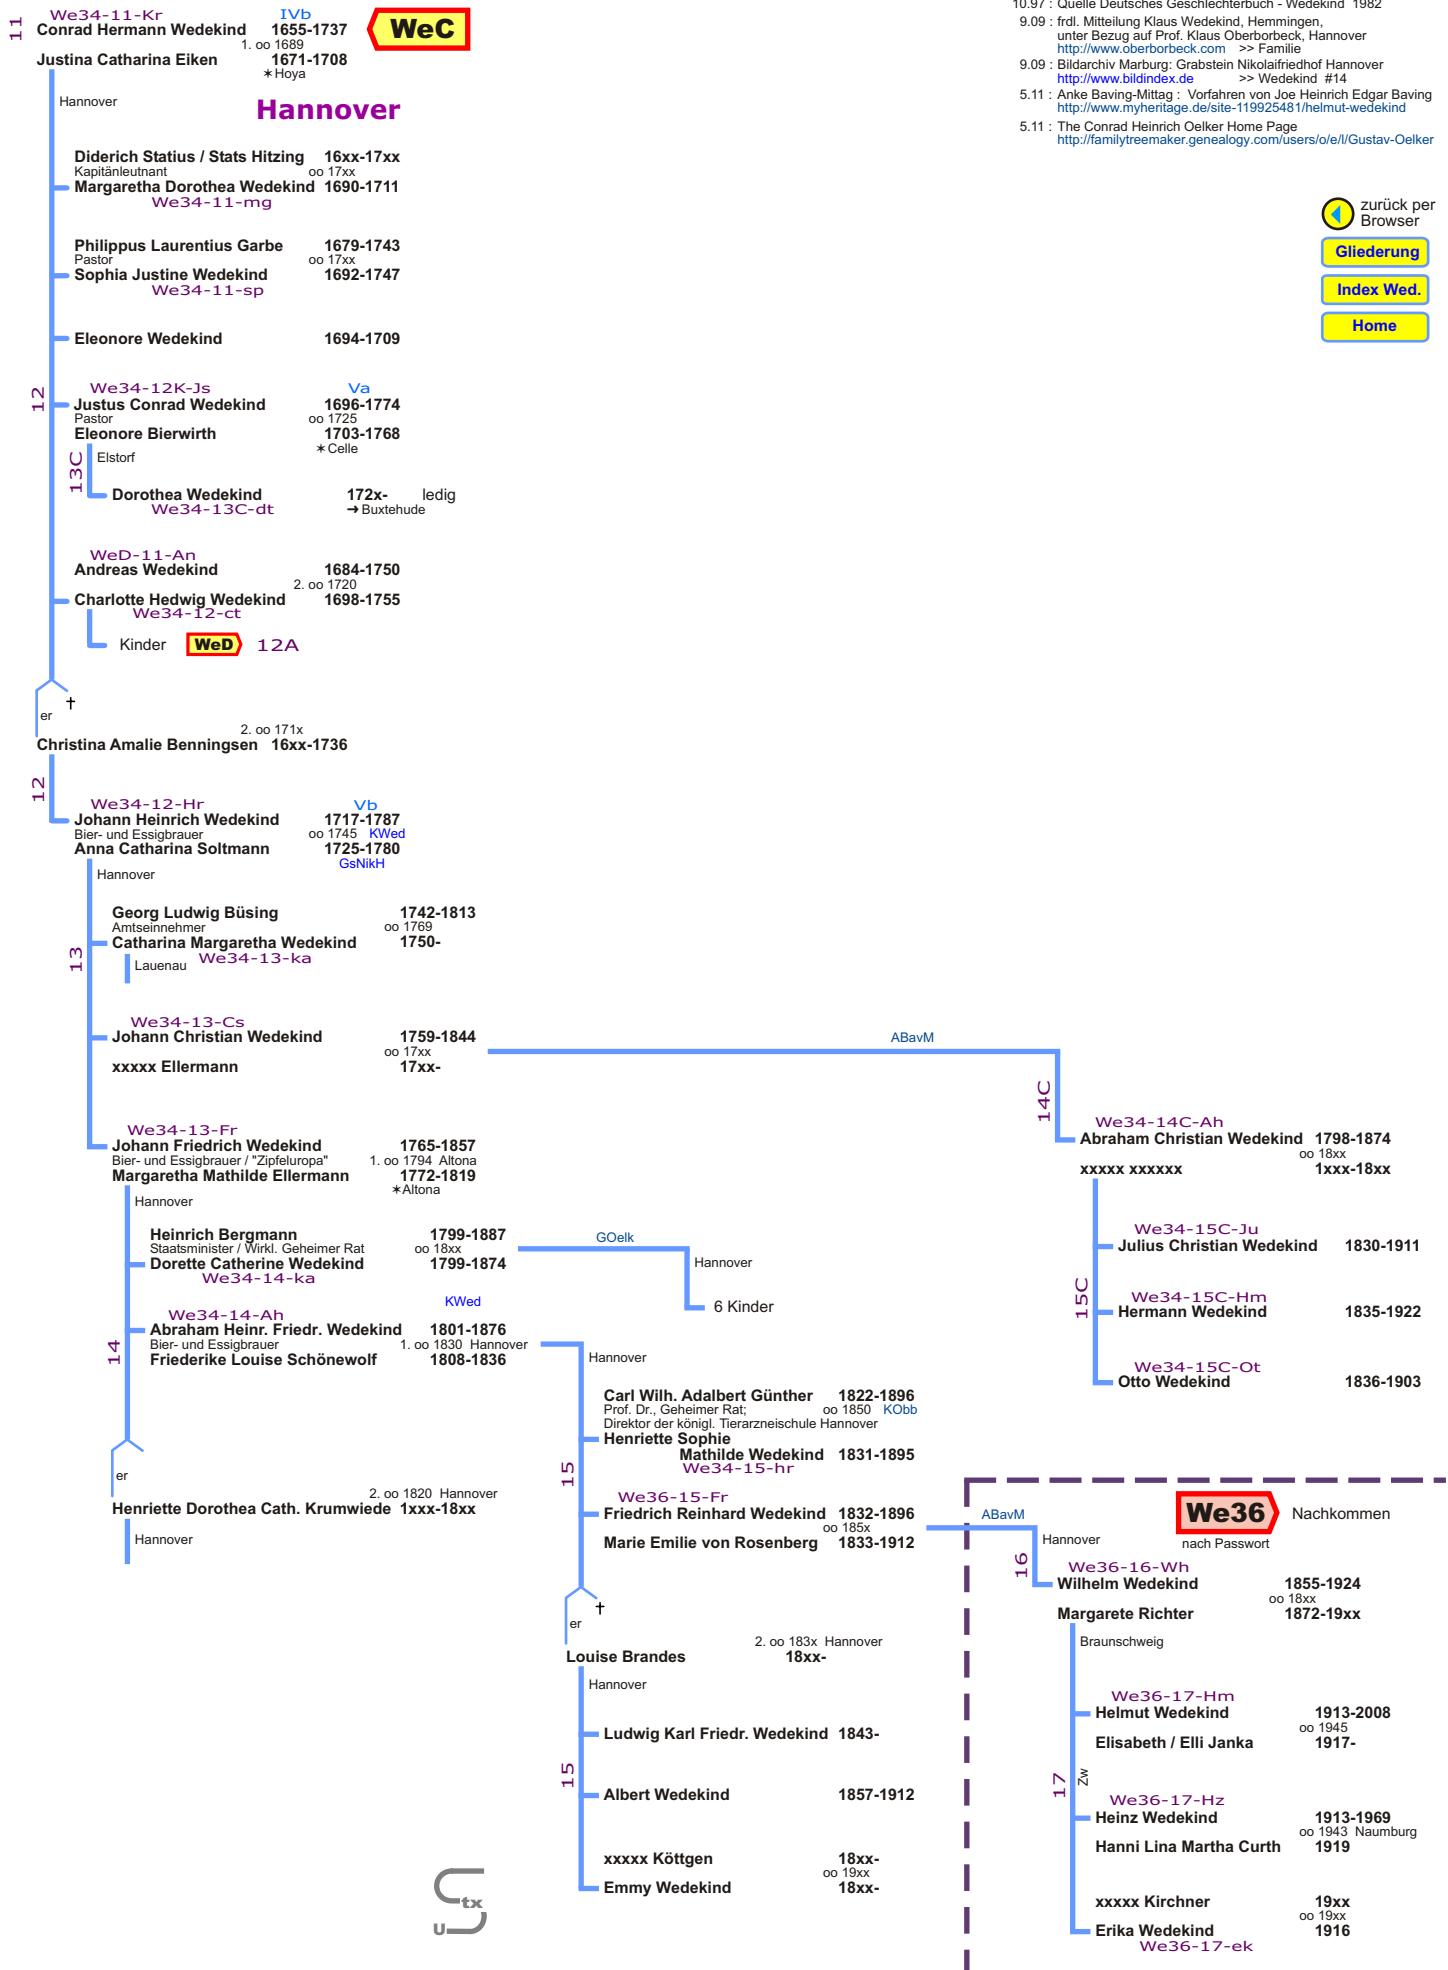 We34-11-Kr IVb
11
Conrad Hermann Wedekind 1655-1737
WeC
1. oo 1689
Justina Catharina Eiken 1671-1708
✶Hoya
Hannover
Hannover
10.97 : Quelle Deutsches Geschlechterbuch - Wedekind 1982
9.09 : frdl. Mitteilung Klaus Wedekind, Hemmingen,
unter Bezug auf Prof. Klaus Oberborbeck, Hannover
http://www.oberborbeck.com >> Familie
9.09 : Bildarchiv Marburg: Grabstein Nikolaifriedhof Hannover
http://www.bildindex.de >> Wedekind #14
5.11 : Anke Baving-Mittag : Vorfahren von Joe Heinrich Edgar Baving
http://www.myheritage.de/site-119925481/helmut-wedekind
5.11 : The Conrad Heinrich Oelker Home Page
http://familytreemaker.genealogy.com/users/o/e/l/Gustav-Oelker
zurück per
Browser
Gliederung
Index Wed.
Home
Diderich Statius / Stats Hitzing 16xx-17xx
Kapitänleutnant oo 17xx
Margaretha Dorothea Wedekind 1690-1711
We34-11-mg
Philippus Laurentius Garbe 1679-1743
Pastor oo 17xx
Sophia Justine Wedekind 1692-1747
We34-11-sp
Eleonore Wedekind 1694-1709
12
We34-12K-Js Va
Justus Conrad Wedekind 1696-1774
Pastor oo 1725
Eleonore Bierwirth 1703-1768
✶Celle
13C
Elstorf
Dorothea Wedekind 172x- ledig
We34-13C-dt ➔Buxtehude
WeD-11-An
Andreas Wedekind 1684-1750
2. oo 1720
Charlotte Hedwig Wedekind 1698-1755
We34-12-ct
Kinder WeD 12A
†
er
2. oo 171x
Christina Amalie Benningsen 16xx-1736
12
We34-12-Hr Vb
Johann Heinrich Wedekind 1717-1787
Bier- und Essigbrauer oo 1745 KWed
Anna Catharina Soltmann 1725-1780
GsNikH
Hannover
Georg Ludwig Büsing 1742-1813
Amtseinnehmer oo 1769
Catharina Margaretha Wedekind 1750-
13
We34-13-ka
Lauenau
We34-13-Cs
Johann Christian Wedekind 1759-1844
oo 17xx
xxxxx Ellermann 17xx-
ABavM
14C
We34-14C-Ah
Abraham Christian Wedekind 1798-1874
oo 18xx
xxxxx xxxxxx 1xxx-18xx
15C
We34-15C-Ju
Julius Christian Wedekind 1830-1911
We34-15C-Hm
Hermann Wedekind 1835-1922
We34-15C-Ot
Otto Wedekind 1836-1903
We34-13-Fr
Johann Friedrich Wedekind 1765-1857
Bier- und Essigbrauer / "Zipfeluropa" 1. oo 1794 Altona
Margaretha Mathilde Ellermann 1772-1819
✶Altona
Hannover
Heinrich Bergmann 1799-1887
Staatsminister / Wirkl. Geheimer Rat oo 18xx
Dorette Catherine Wedekind 1799-1874
We34-14-ka
GOelk
Hannover
6 Kinder
KWed
14
We34-14-Ah
Abraham Heinr. Friedr. Wedekind 1801-1876
Bier- und Essigbrauer 1. oo 1830 Hannover
Friederike Louise Schönewolf 1808-1836
er
2. oo 1820 Hannover
Henriette Dorothea Cath. Krumwiede 1xxx-18xx
Hannover
Hannover
15
Carl Wilh. Adalbert Günther 1822-1896
Prof. Dr., Geheimer Rat; oo 1850 KObb
Direktor der königl. Tierarzneischule Hannover
Henriette Sophie
Mathilde Wedekind 1831-1895
We34-15-hr
We36-15-Fr
Friedrich Reinhard Wedekind 1832-1896
oo 185x
Marie Emilie von Rosenberg 1833-1912
†
er
2. oo 183x Hannover
Louise Brandes 18xx-
Hannover
15
Ludwig Karl Friedr. Wedekind 1843-
Albert Wedekind 1857-1912
xxxxx Köttgen 18xx-
oo 19xx
Emmy Wedekind 18xx-
ABavM
We36 Nachkommen
nach Passwort
Hannover
16
We36-16-Wh
Wilhelm Wedekind 1855-1924
oo 18xx
Margarete Richter 1872-19xx
Braunschweig
17
We36-17-Hm
Helmut Wedekind 1913-2008
oo 1945
Elisabeth / Elli Janka 1917-
Zw
We36-17-Hz
Heinz Wedekind 1913-1969
oo 1943 Naumburg
Hanni Lina Martha Curth 1919
xxxxx Kirchner 19xx
oo 19xx
Erika Wedekind 1916
We36-17-ek
S tx
U